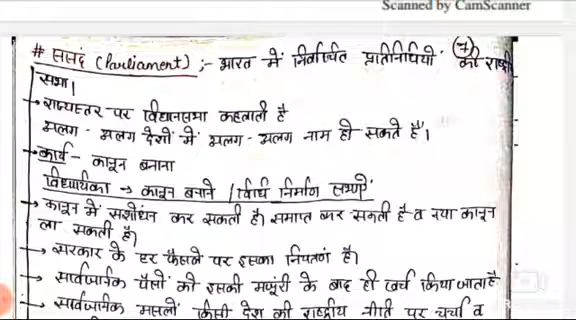 Scanned by CamScanner
(7)
# संसद (Parliament) ;- भारत में निर्वाचित प्रतिनिधियों की राष्ट्री
सभा।
→ राज्यस्तर पर विधानसभा कहलाती है
अलग - अलग देशों में अलग - अलग नाम हो सकते हैं।
→ कार्य - कानून बनाना
विधायिका → कानून बनाने / विधि निर्माण सभाएं
→ कानून में संशोधन कर सकती है। समाप्त कर सकती है व नया कानून
ला सकती है।
→ सरकार के हर फैसले पर इसका नियंत्रण है।
→ सार्वजनिक पैसों को इसकी मंजूरी के बाद ही खर्च किया जाता है
→ सार्वजनिक मसलों किसी देश की राष्ट्रीय नीति पर चर्चा व